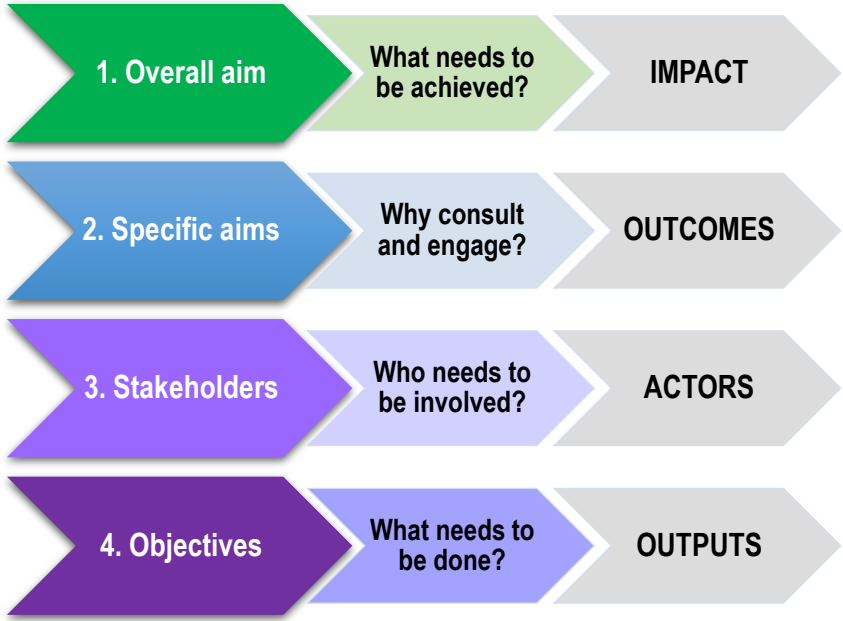 1. Overall aim
What needs to
be achieved?
IMPACT
2. Specific aims
Why consult
and engage?
OUTCOMES
3. Stakeholders
Who needs to
be involved?
ACTORS
4. Objectives
What needs to
be done?
OUTPUTS